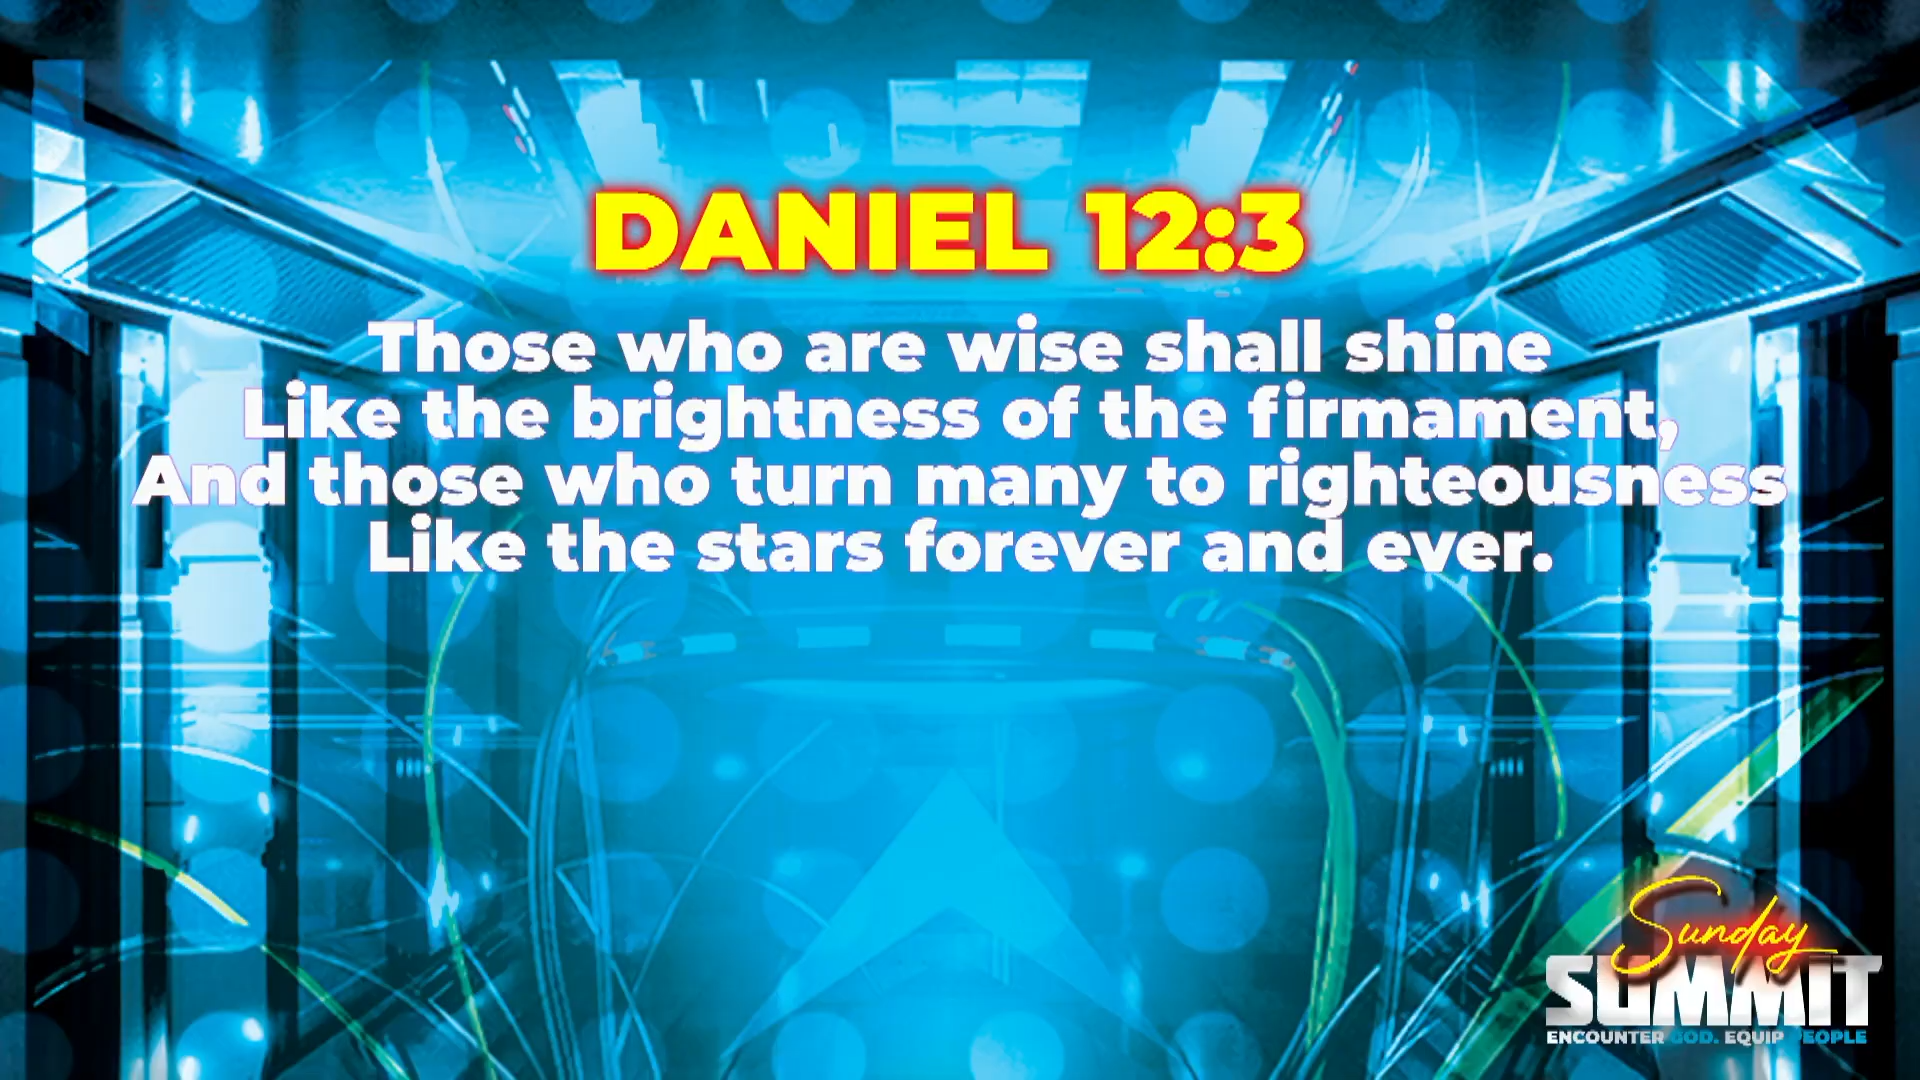 DANIEL 12:3
Those who are wise shall shine
Like the brightness of the firmament,
And those who turn many to righteousness
Like the stars forever and ever.
Sunday
SUMMIT
ENCOUNTER GOD. EQUIP PEOPLE